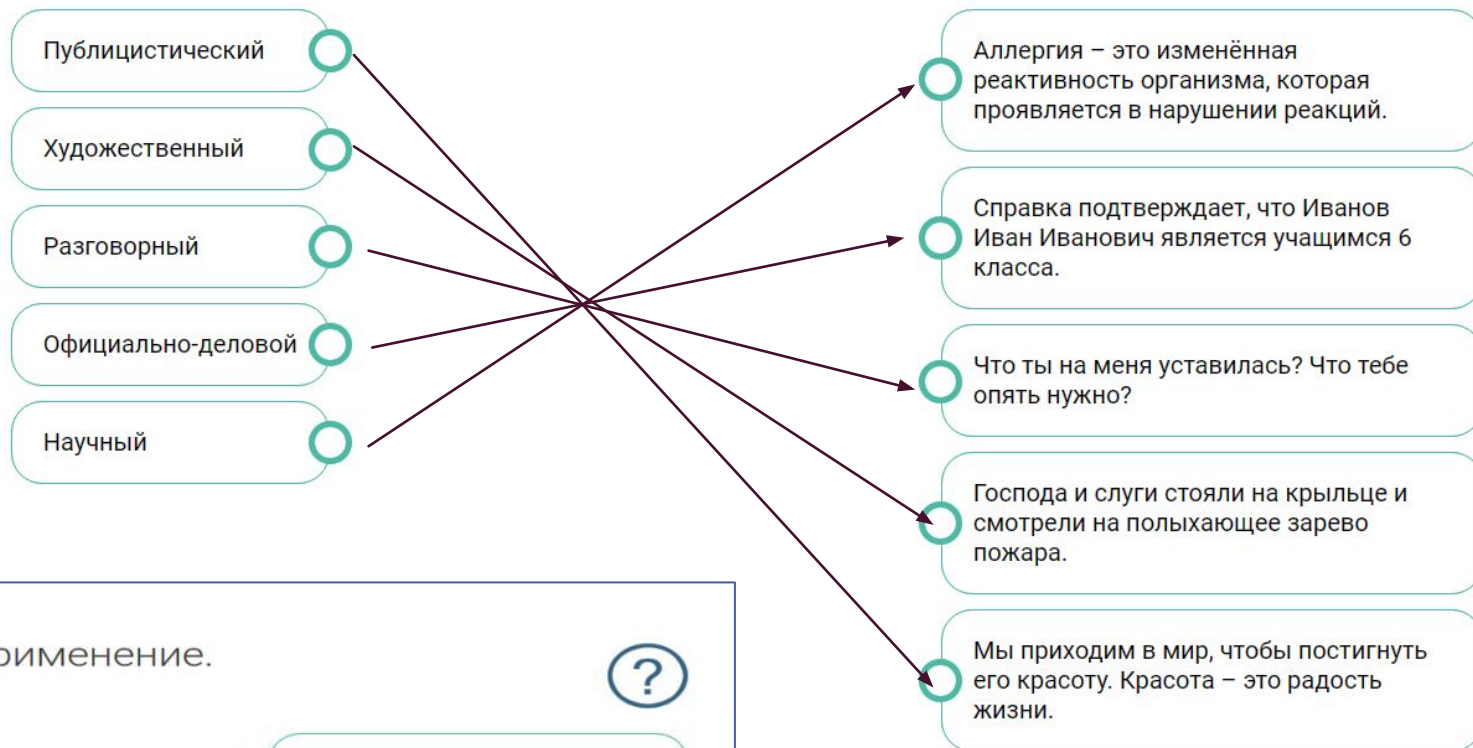 Публицистический
Художественный
Разговорный
Официально-деловой
Научный
Аллергия – это изменённая
реактивность организма, которая
проявляется в нарушении реакций.
Справка подтверждает, что Иванов
Иван Иванович является учащимся 6
класса.
Что ты на меня уставилась? Что тебе
опять нужно?
Господа и слуги стояли на крыльце и
смотрели на полыхающее зарево
пожара.
Мы приходим в мир, чтобы постигнуть
его красоту. Красота – это радость
жизни.
рименение.
?